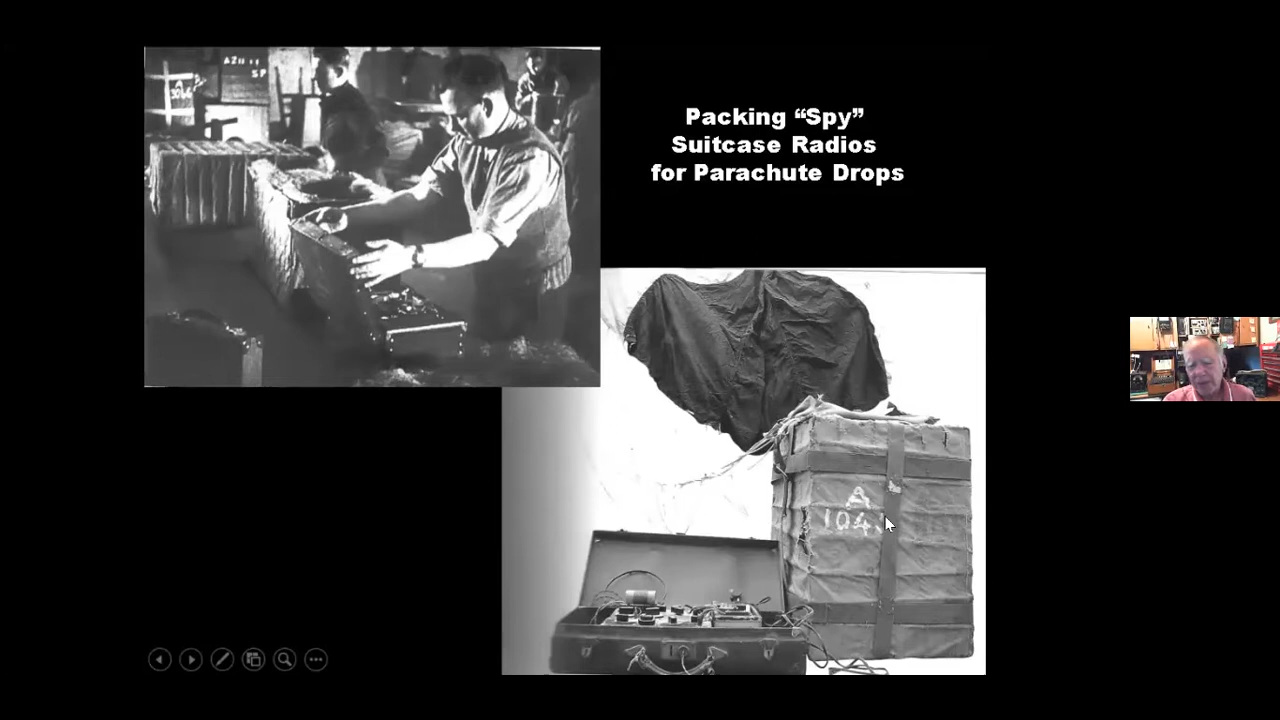 Packing “Spy”
Suitcase Radios
for Parachute Drops
A
104